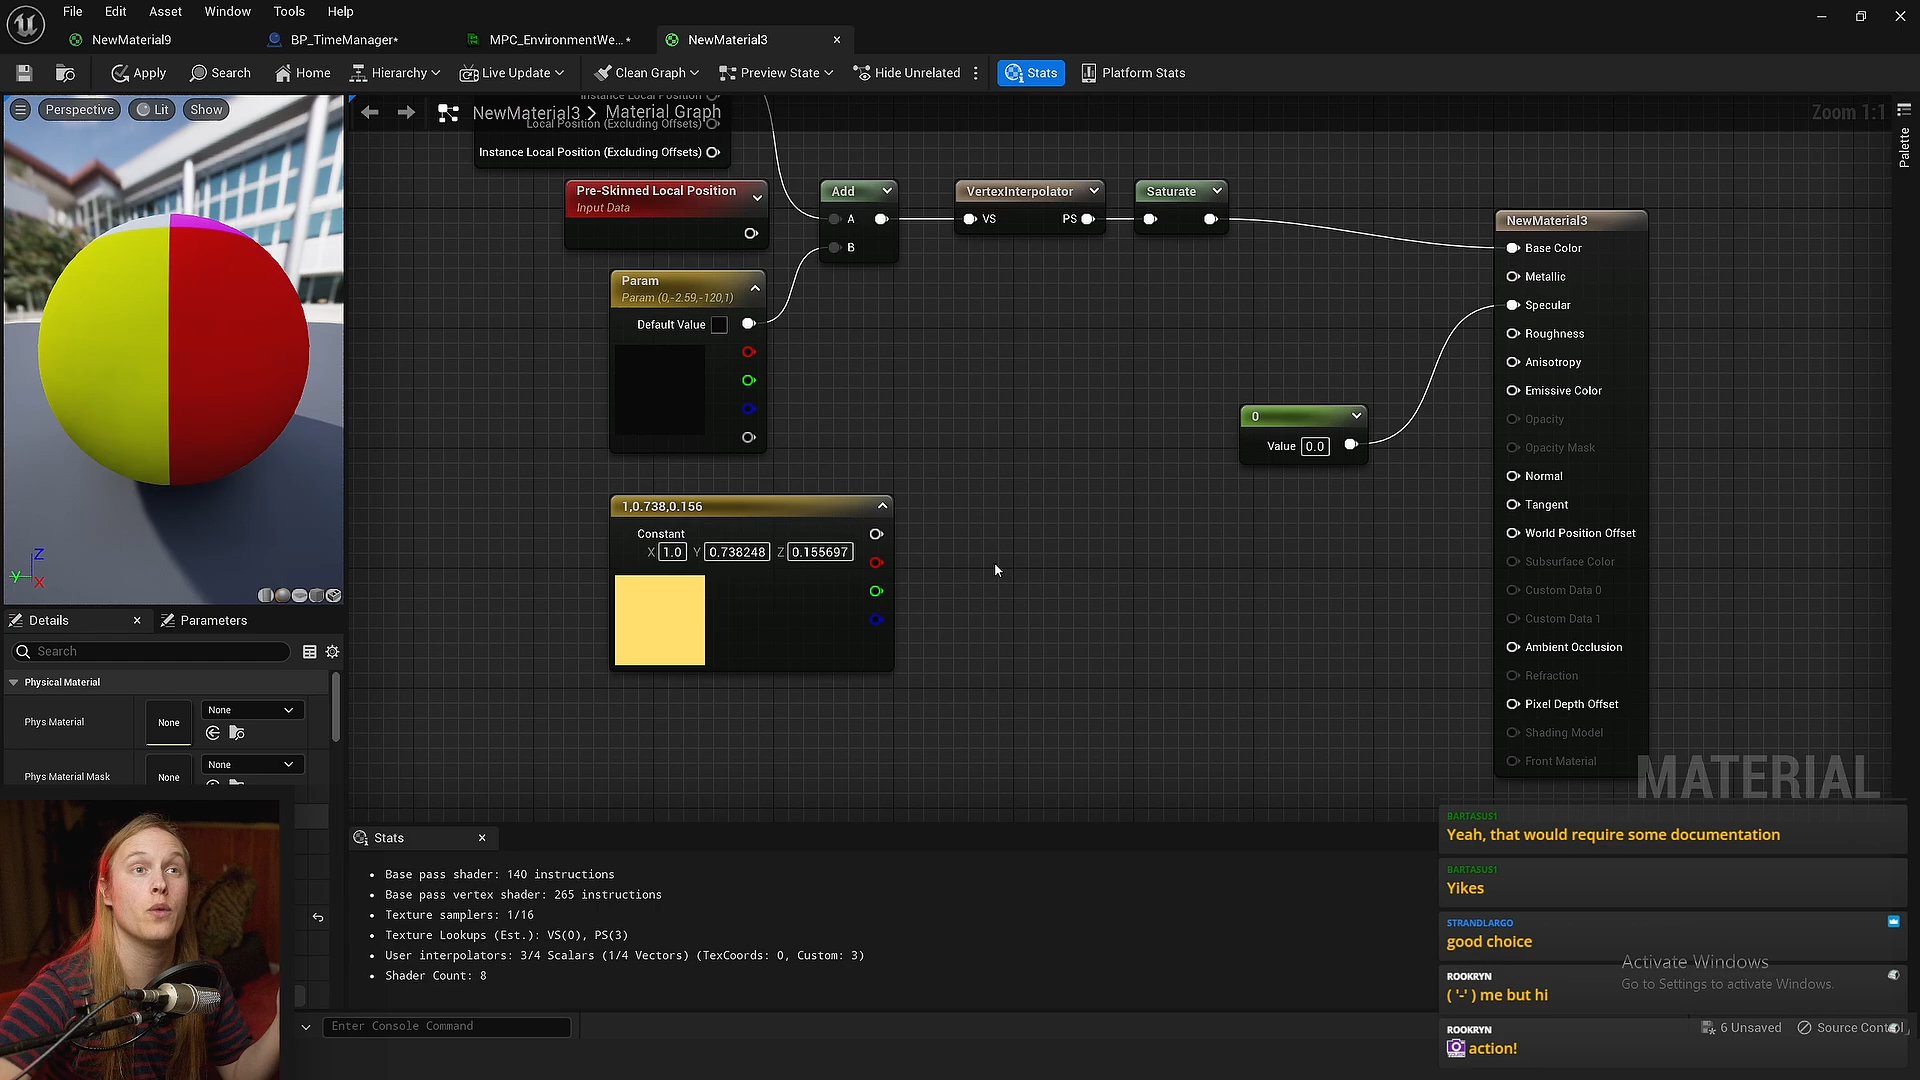 File Edit Asset Window Tools Help
NewMaterial9
BP_TimeManager*
MPC_EnvironmentWe...*
NewMaterial3
Apply
Search
Home
Hierarchy
Live Update
Clean Graph
Preview State
Hide Unrelated
Stats
Platform Stats
Perspective
Lit
Show
NewMaterial3 > Material Graph
Zoom 1:1
Palette
Instance Local Position
Local Position (Excluding Offsets)
Instance Local Position (Excluding Offsets)
Pre-Skinned Local Position
Input Data
Add
A
B
VertexInterpolator
VS
PS
Saturate
Param
Param (0,-2.59,-120,1)
Default Value
1,0.738,0.156
Constant
X 1.0 Y 0.738248 Z 0.155697
0
Value 0.0
NewMaterial3
Base Color
Metallic
Specular
Roughness
Anisotropy
Emissive Color
Opacity
Opacity Mask
Normal
Tangent
World Position Offset
Subsurface Color
Custom Data 0
Custom Data 1
Ambient Occlusion
Refraction
Pixel Depth Offset
Shading Model
Front Material
MATERIAL
Z
Y
X
Details
Parameters
Search
Physical Material
Phys Material
None
None
Phys Material Mask
None
None
Stats
Base pass shader: 140 instructions
Base pass vertex shader: 265 instructions
Texture samplers: 1/16
Texture Lookups (Est.): VS(0), PS(3)
User interpolators: 3/4 Scalars (1/4 Vectors) (TexCoords: 0, Custom: 3)
Shader Count: 8
Enter Console Command
BARTASUS1
Yeah, that would require some documentation
BARTASUS1
Yikes
STRANDLARGO
good choice
ROOKRYN
( '-' ) me but hi
ROOKRYN
action!
Activate Windows
Go to Settings to activate Windows.
6 Unsaved
Source Control